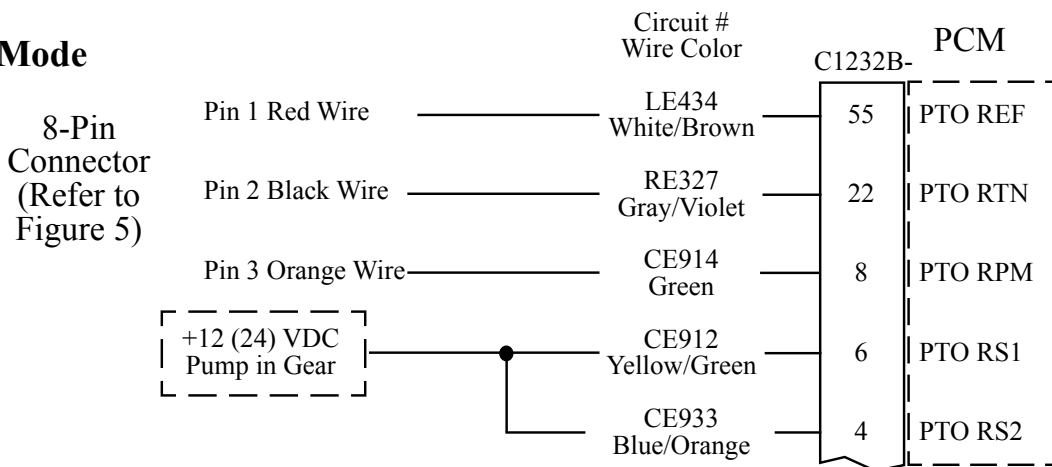 Mode
Circuit #
Wire Color
C1232B-
PCM
8-Pin
Connector
(Refer to
Figure 5)
Pin 1 Red Wire
LE434
White/Brown
55
PTO REF
Pin 2 Black Wire
RE327
Gray/Violet
22
PTO RTN
Pin 3 Orange Wire
CE914
Green
8
PTO RPM
+12 (24) VDC
Pump in Gear
CE912
Yellow/Green
6
PTO RS1
CE933
Blue/Orange
4
PTO RS2